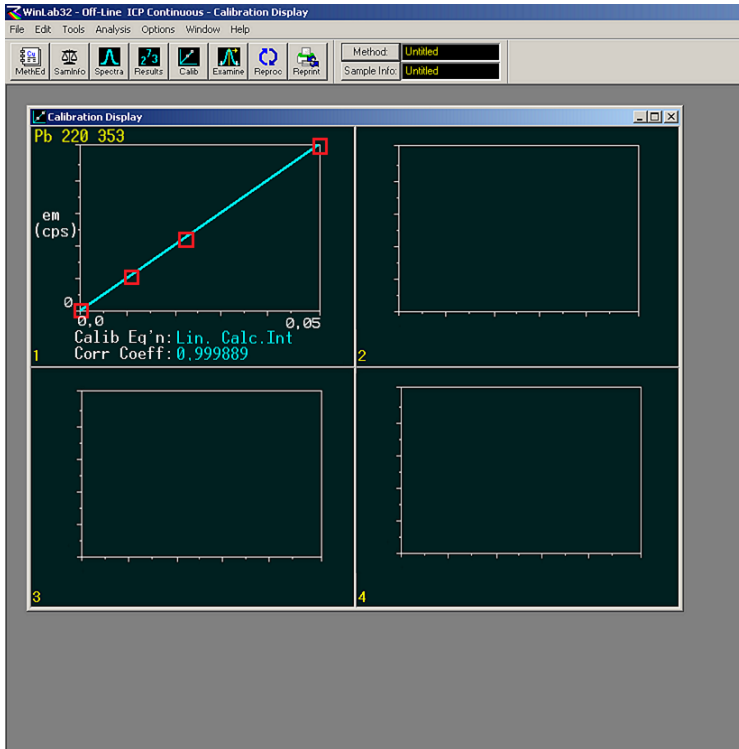 WinLab32 - Off-Line ICP Continuous - Calibration Display
File Edit Tools Analysis Options Window Help
MethEd SamInfo Spectra Results Calib Examine Reproc Reprint
Method: Untitled
Sample Info: Untitled
Calibration Display
Pb 220 353
em
(cps)
0
0.0 0.05
Calib Eq'n: Lin. Calc.Int
Corr Coeff: 0.999889
1
2
3
4